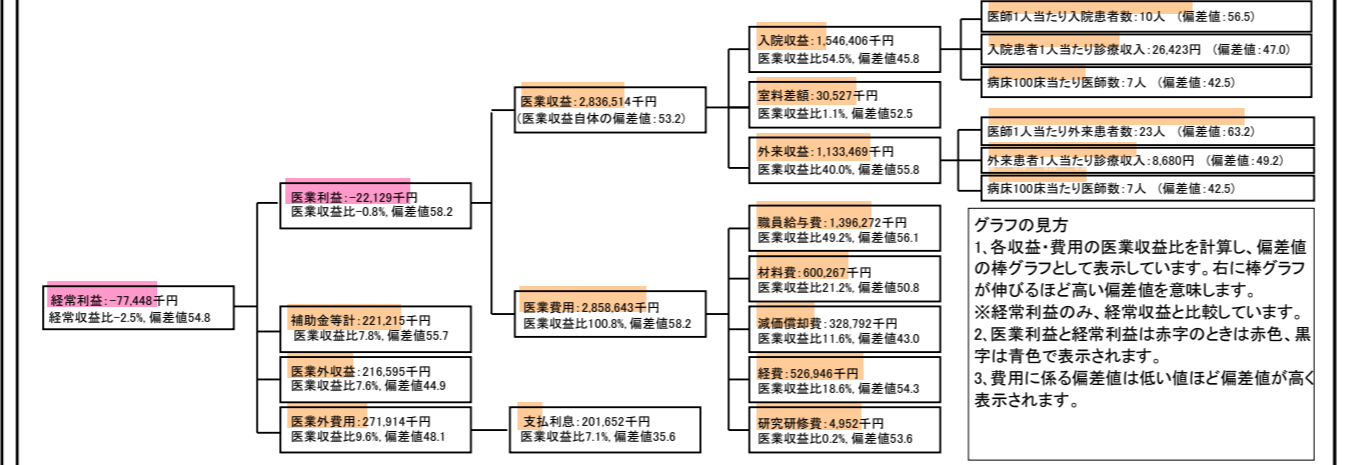 経常利益:-77,448千円
経常収比-2.5%, 偏差値54.8
医業利益:-22,129千円
医業収益比-0.8%, 偏差値58.2
補助金等計:221,215千円
医業収益比7.8%, 偏差値55.7
医業外収益:216,595千円
医業収益比7.6%, 偏差値44.9
医業外費用:271,914千円
医業収益比9.6%, 偏差値48.1
医業収益:2,836,514千円
(医業収益自体の偏差値:53.2)
医業費用:2,858,643千円
医業収益比100.8%, 偏差値58.2
支払利息:201,652千円
医業収益比7.1%, 偏差値35.6
入院収益:1,546,406千円
医業収益比54.5%, 偏差値45.8
室料差額:30,527千円
医業収益比1.1%, 偏差値52.5
外来収益:1,133,469千円
医業収益比40.0%, 偏差値55.8
職員給与費:1,396,272千円
医業収益比49.2%, 偏差値56.1
材料費:600,267千円
医業収益比21.2%, 偏差値50.8
減価償却費:328,792千円
医業収益比11.6%, 偏差値43.0
経費:526,946千円
医業収益比18.6%, 偏差値54.3
研究研修費:4,952千円
医業収益比0.2%, 偏差値53.6
医師1人当たり入院患者数:10人 (偏差値:56.5)
入院患者1人当たり診療収入:26,423円 (偏差値:47.0)
病床100床当たり医師数:7人 (偏差値:42.5)
医師1人当たり外来患者数:23人 (偏差値:63.2)
外来患者1人当たり診療収入:8,680円 (偏差値:49.2)
病床100床当たり医師数:7人 (偏差値:42.5)
グラフの見方
1、各収益・費用の医業収益比を計算し、偏差値
の棒グラフとして表示しています。右に棒グラフ
が伸びるほど高い偏差値を意味します。
※経常利益のみ、経常収益と比較しています。
2、医業利益と経常利益は赤字のときは赤色、黒
字は青色で表示されます。
3、費用に係る偏差値は低い値ほど偏差値が高く
表示されます。